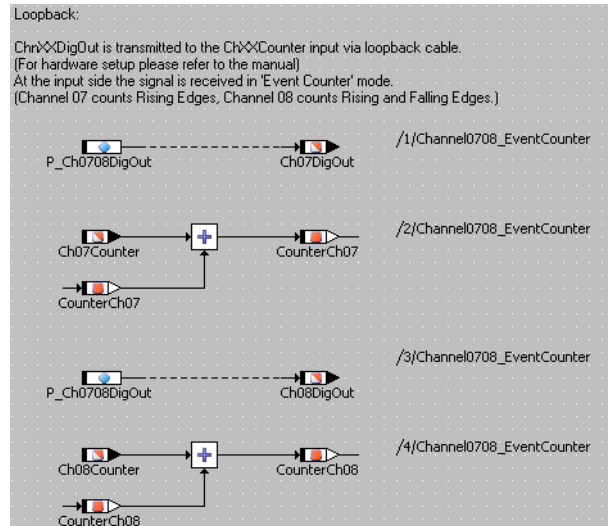 Loopback:
ChnXXDigOut is transmitted to the ChXXCounter input via loopback cable.
(For hardware setup please refer to the manual)
At the input side the signal is received in 'Event Counter' mode.
(Channel 07 counts Rising Edges, Channel 08 counts Rising and Falling Edges.)
/1/Channel0708_EventCounter
P_Ch0708DigOut
Ch07DigOut
/2/Channel0708_EventCounter
Ch07Counter
CounterCh07
CounterCh07
/3/Channel0708_EventCounter
P_Ch0708DigOut
Ch08DigOut
/4/Channel0708_EventCounter
Ch08Counter
CounterCh08
CounterCh08